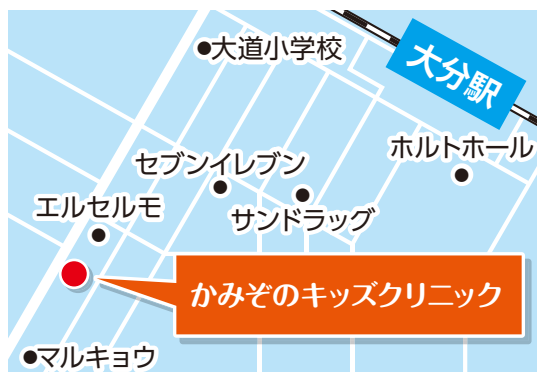 大道小学校
大分駅
ホルトホール
セブンイレブン
サンドラッグ
エルセルモ
かみぞのキッズクリニック
マルキョウ